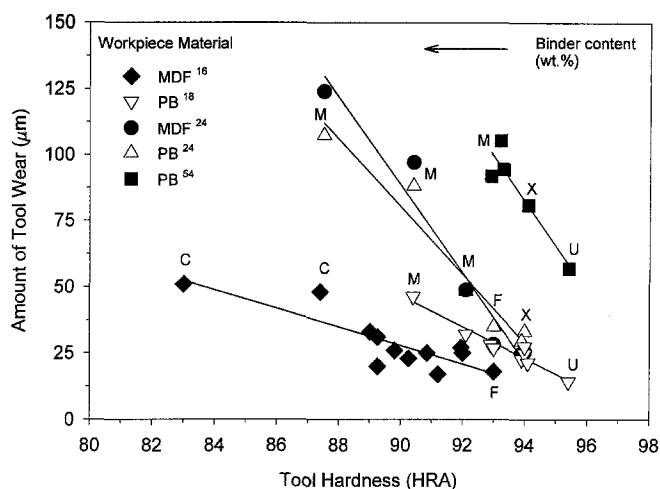 150
125
100
75
50
25
0
Amount of Tool Wear (μm)
Workpiece Material
MDF 16
PB 18
MDF 24
PB 24
PB 54
Binder content
(wt.%)
M
M
M
M
M
X
U
C
C
F
X
F
U
80 82 84 86 88 90 92 94 96 98
Tool Hardness (HRA)